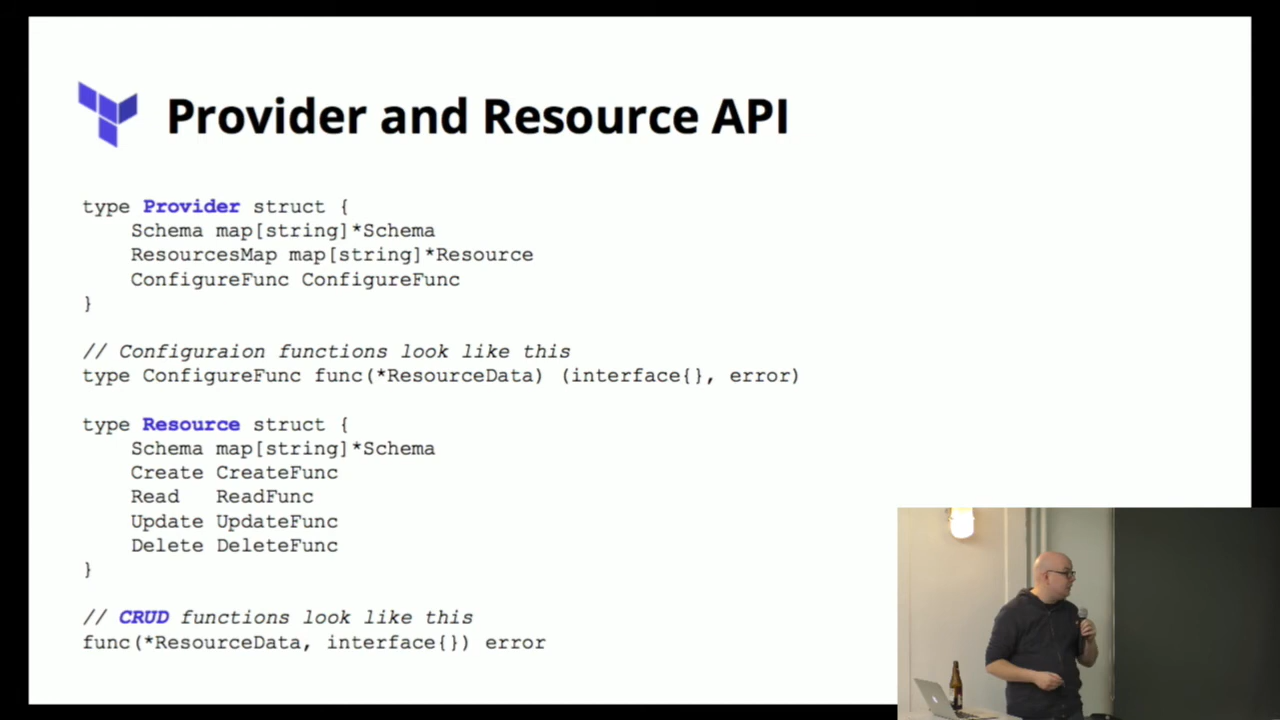 Provider and Resource API
type Provider struct {
Schema map[string]*Schema
ResourcesMap map[string]*Resource
ConfigureFunc ConfigureFunc
}
// Configuraion functions look like this
type ConfigureFunc func(*ResourceData) (interface{}, error)
type Resource struct {
Schema map[string]*Schema
Create CreateFunc
Read ReadFunc
Update UpdateFunc
Delete DeleteFunc
}
// CRUD functions look like this
func(*ResourceData, interface{}) error